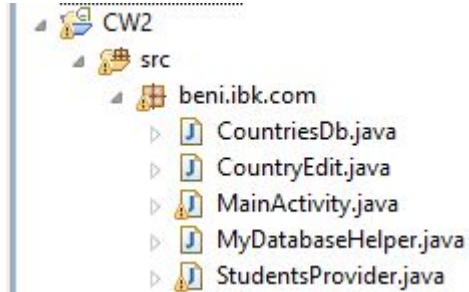 CW2
src
beni.ibk.com
CountriesDb.java
CountryEdit.java
MainActivity.java
MyDatabaseHelper.java
StudentsProvider.java